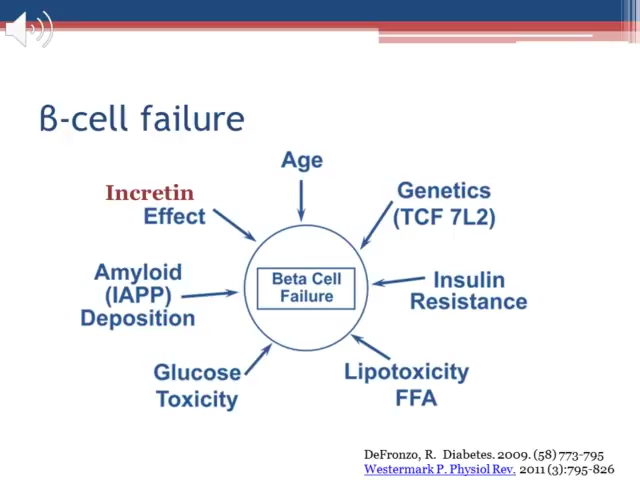 β-cell failure
Age
Incretin
Effect
Genetics
(TCF 7L2)
Amyloid
(IAPP)
Deposition
Beta Cell
Failure
Insulin
Resistance
Glucose
Toxicity
Lipotoxicity
FFA
DeFronzo, R.  Diabetes. 2009. (58) 773-795
Westermark P. Physiol Rev. 2011 (3):795-826